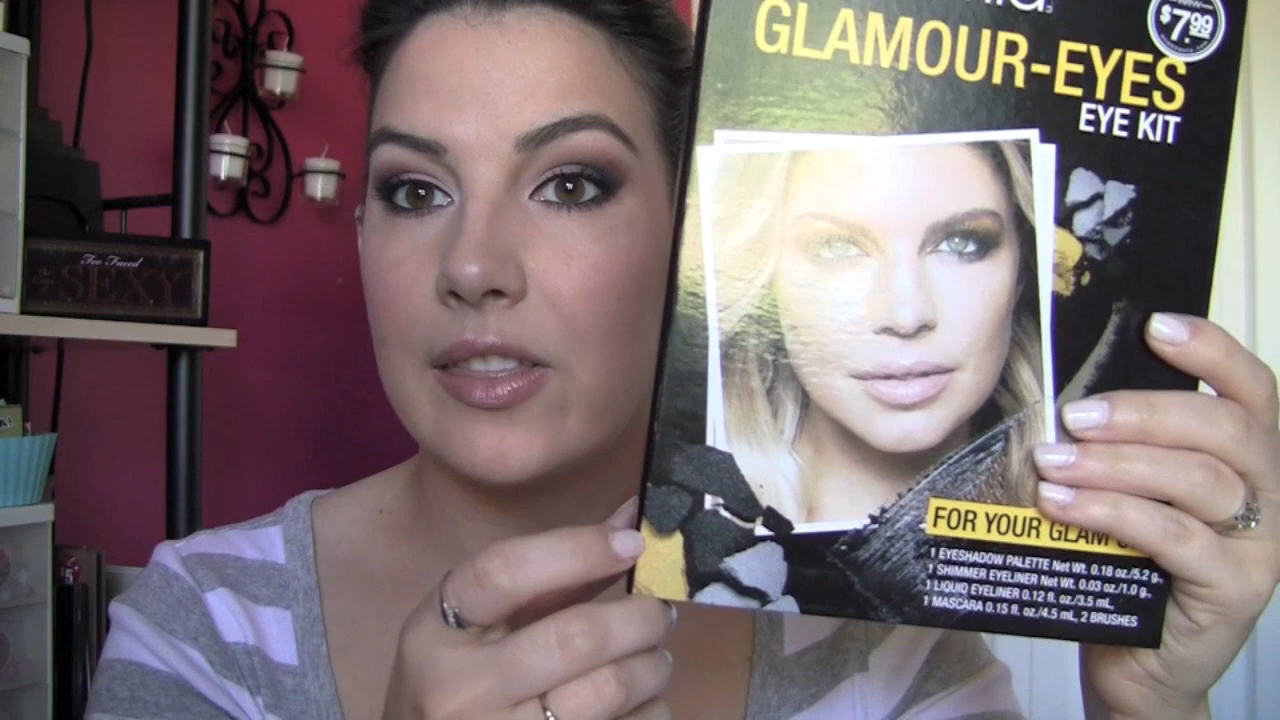 NEW
$7.99
GLAMOUR-EYES
EYE KIT
Too Faced
SEXY
FOR YOUR GLAM
1 EYESHADOW PALETTE Net Wt. 0.18 oz./5.2 g.,
1 SHIMMER EYELINER Net Wt. 0.03 oz./1.0 g.,
1 LIQUID EYELINER 0.12 fl. oz./3.5 mL,
1 MASCARA 0.15 fl. oz./4.5 mL, 2 BRUSHES